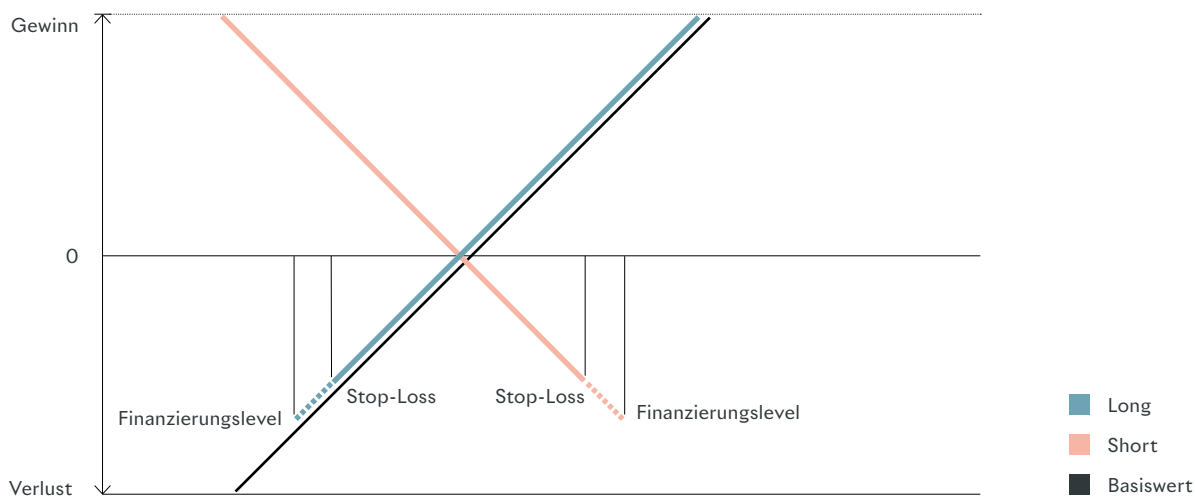 Gewinn
0
Stop-Loss
Stop-Loss
Finanzierungslevel
Finanzierungslevel
Verlust
Long
Short
Basiswert